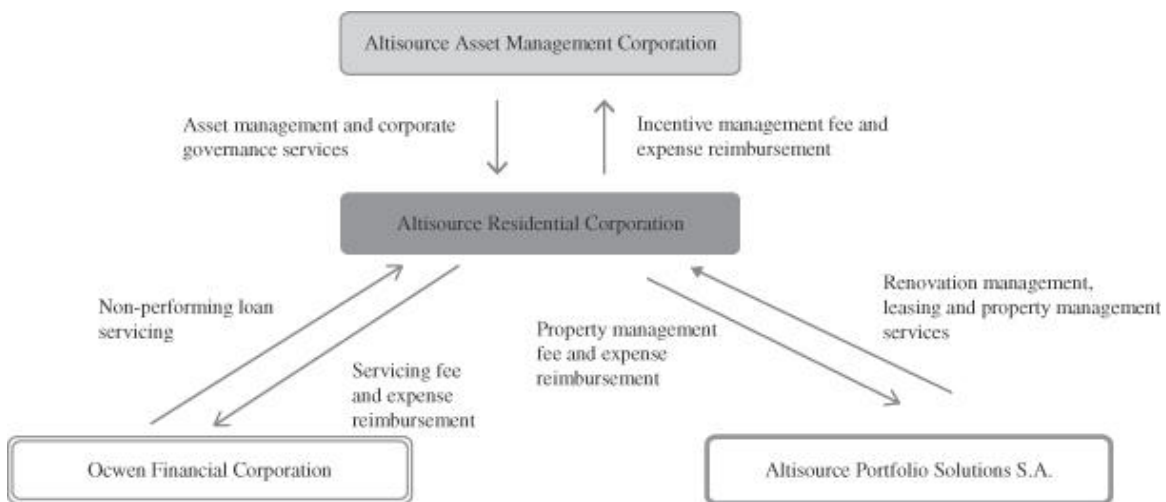 Altisource Asset Management Corporation
Asset management and corporate
governance services
Incentive management fee and
expense reimbursement
Altisource Residential Corporation
Non-performing loan
servicing
Servicing fee
and expense
reimbursement
Property management
fee and expense
reimbursement
Renovation management,
leasing and property management
services
Ocwen Financial Corporation
Altisource Portfolio Solutions S.A.